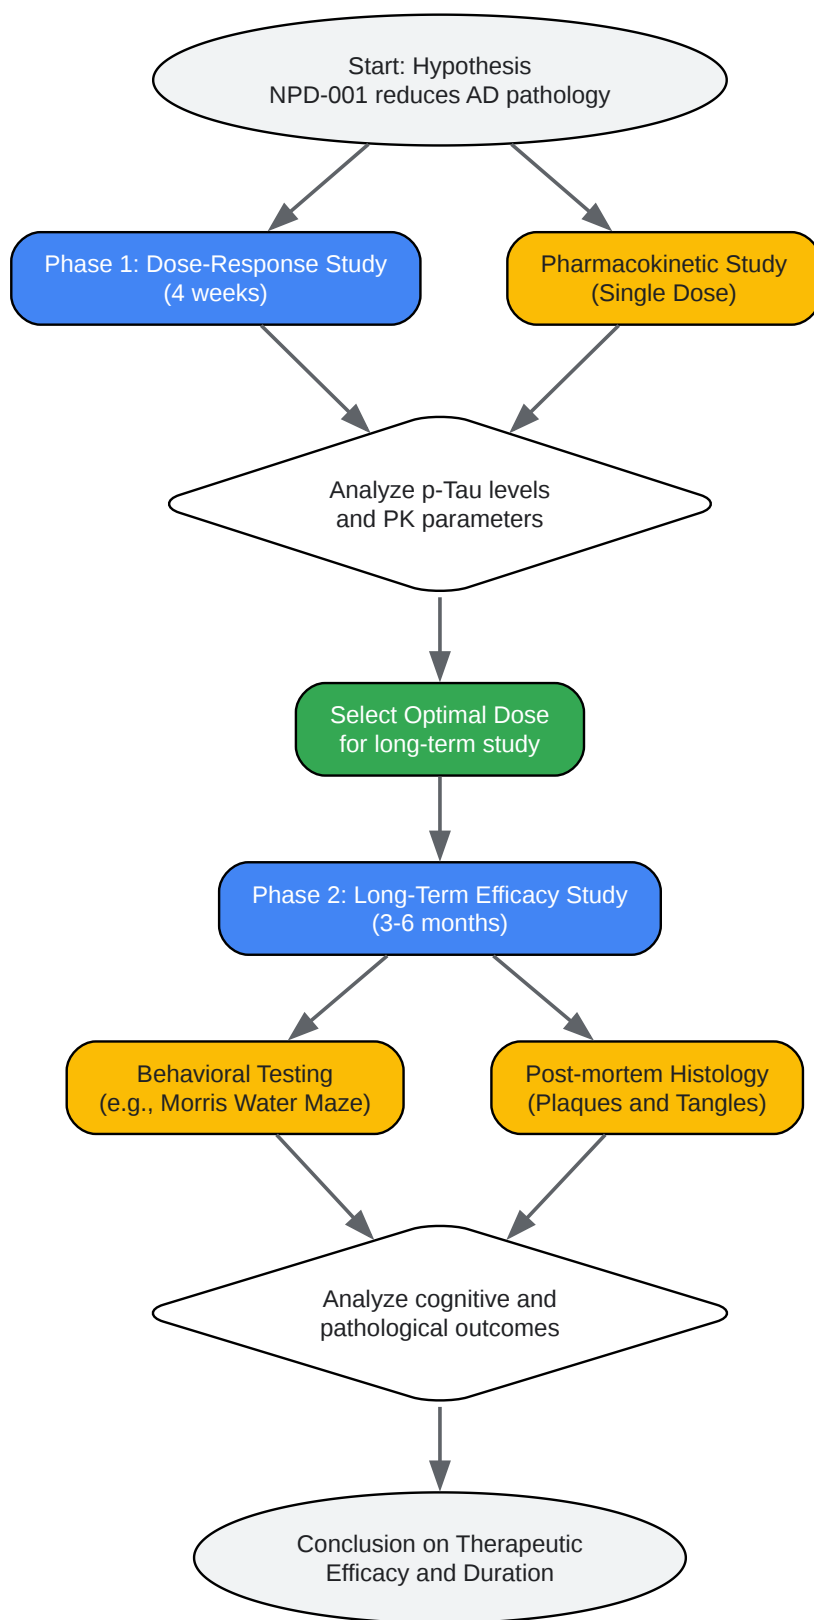 Start: Hypothesis
NPD-001 reduces AD pathology
Phase 1: Dose-Response Study
(4 weeks)
Pharmacokinetic Study
(Single Dose)
Analyze p-Tau levels
and PK parameters
Select Optimal Dose
for long-term study
Phase 2: Long-Term Efficacy Study
(3-6 months)
Behavioral Testing
(e.g., Morris Water Maze)
Post-mortem Histology
(Plaques and Tangles)
Analyze cognitive and
pathological outcomes
Conclusion on Therapeutic
Efficacy and Duration